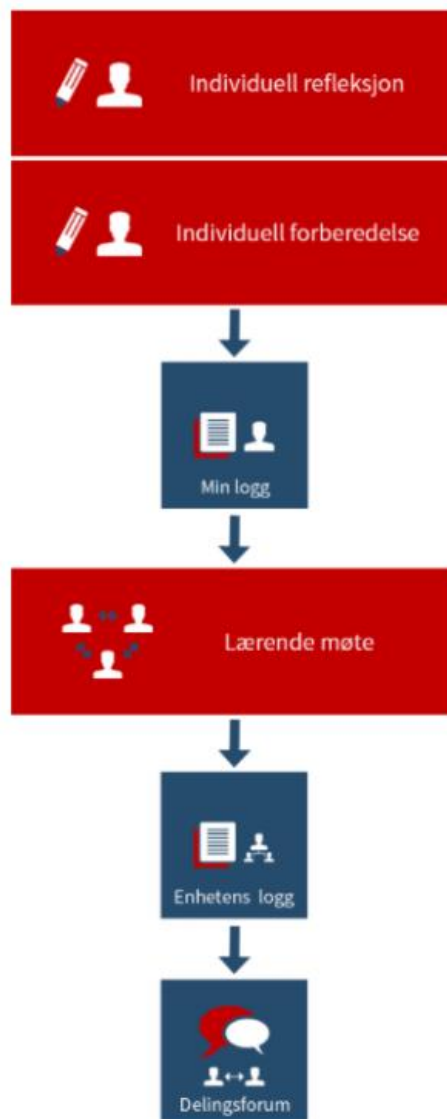 Individuell refleksjon
Individuell forberedelse
Min logg
Lærende møte
Enhetens logg
Delingsforum